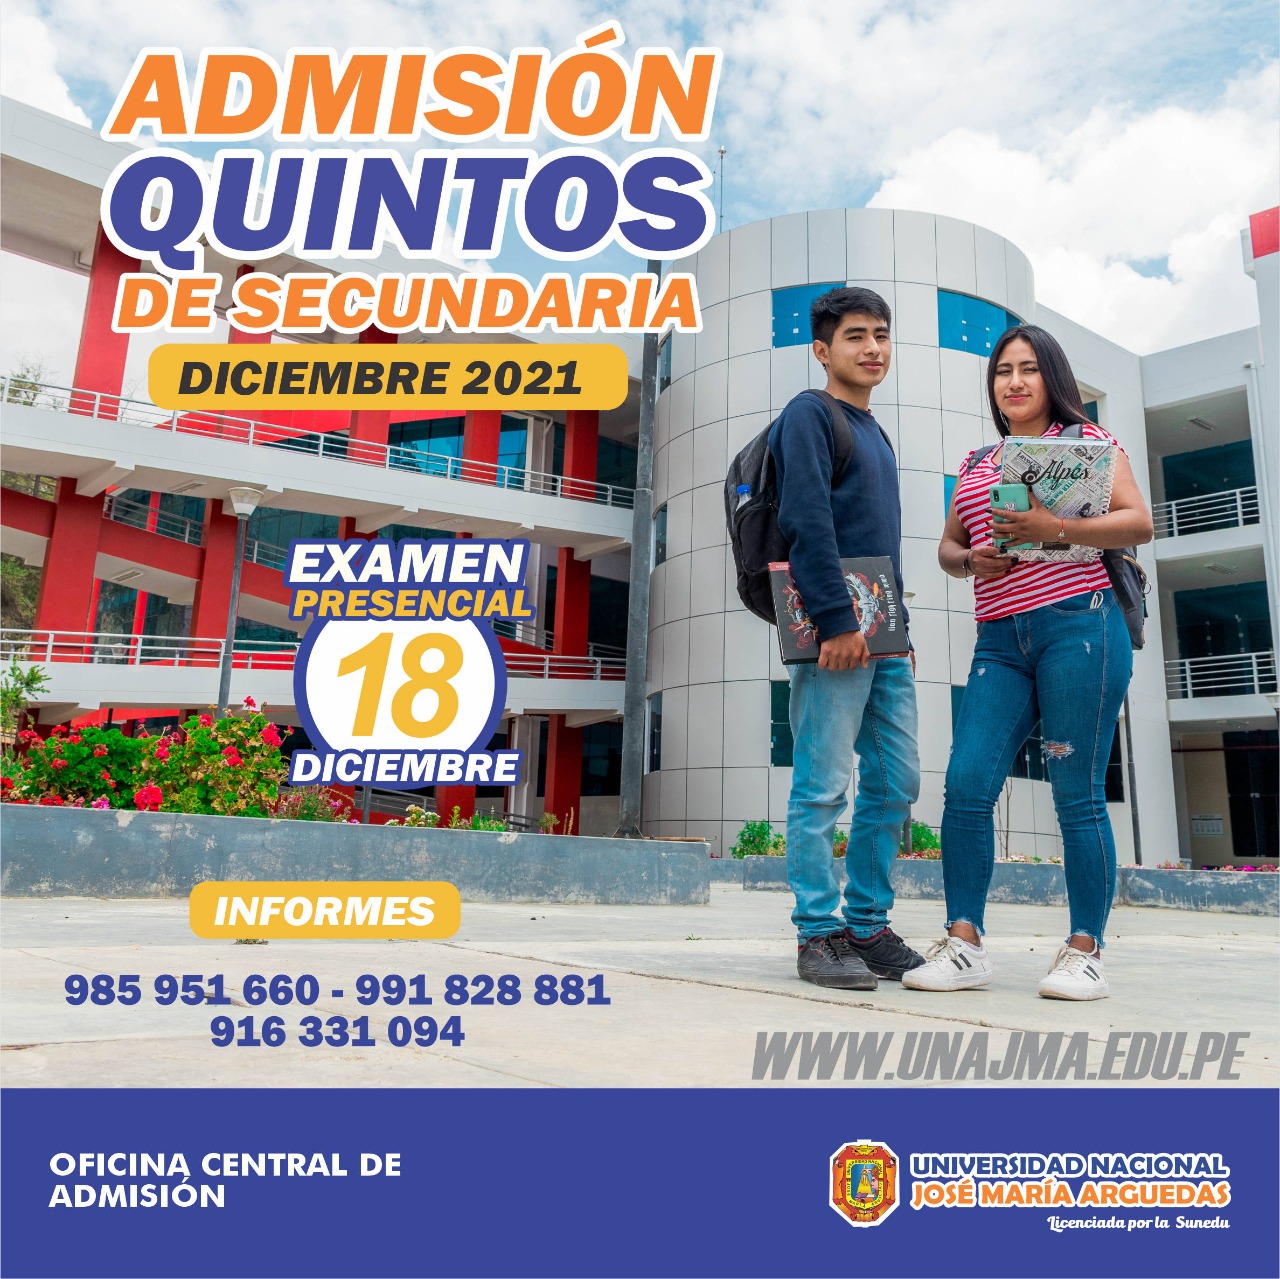 ADMISIÓN
QUINTOS
DE SECUNDARIA
DICIEMBRE 2021
EXAMEN
PRESENCIAL
18
DICIEMBRE
Alpés
INFORMES
985 951 660 - 991 828 881
916 331 094
WWW.UNAJMA.EDU.PE
OFICINA CENTRAL DE
ADMISIÓN
UNIVERSIDAD NACIONAL
JOSÉ MARÍA ARGUEDAS
Licenciada por la Sunedu